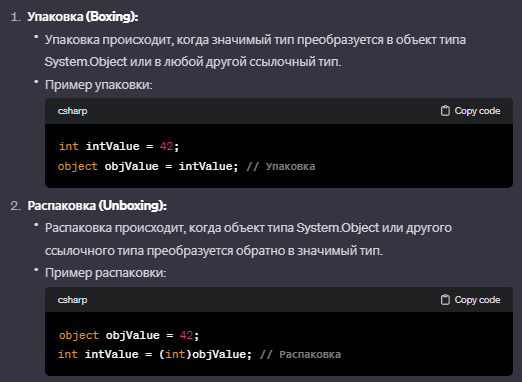 1. Упаковка (Boxing):
• Упаковка происходит, когда значимый тип преобразуется в объект типа
System.Object или в любой другой ссылочный тип.
• Пример упаковки:
csharp Copy code
int intValue = 42;
object objValue = intValue; // Упаковка
2. Распаковка (Unboxing):
• Распаковка происходит, когда объект типа System.Object или другого
ссылочного типа преобразуется обратно в значимый тип.
• Пример распаковки:
csharp Copy code
object objValue = 42;
int intValue = (int)objValue; // Распаковка